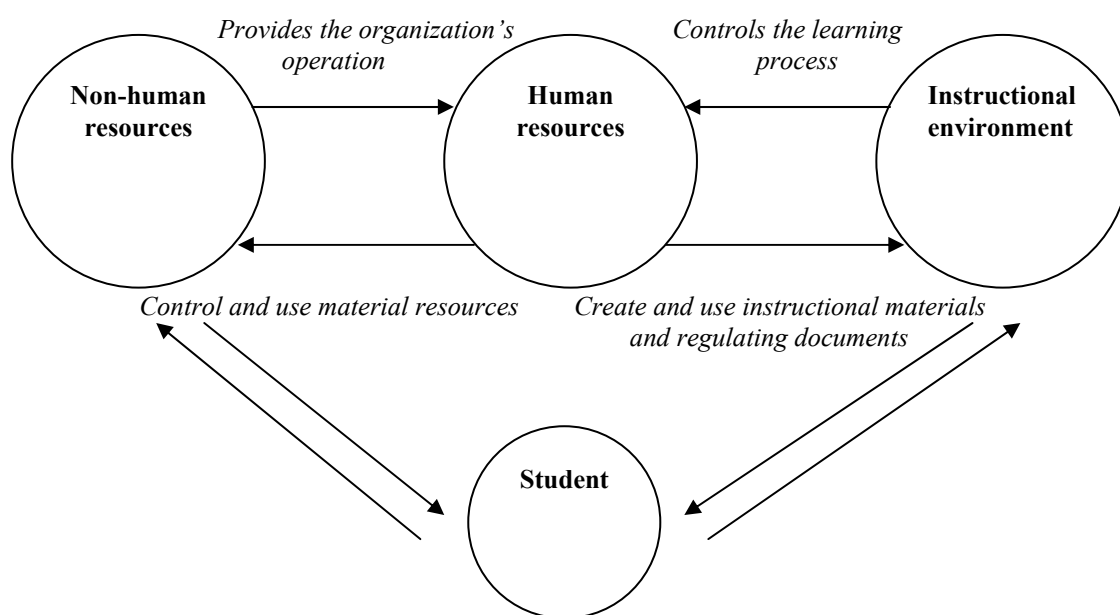 Provides the organization’s
operation
Controls the learning
process
Non-human
resources
Human
resources
Instructional
environment
Control and use material resources
Create and use instructional materials
and regulating documents
Student